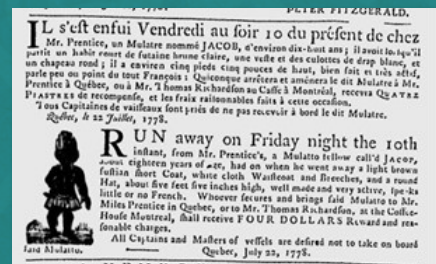 PETER FITZGERALD.
IL s'est enfui Vendredi au soir 10 du présent de chez
Mr. Prentice, un Mulatre nommé JACOB, d'environ dix-huit ans; il avoit lorsqu'il
partit un habit court de futaine brune claire, une veste et des culottes de drap blanc, et
un chapeau rond; il a environ cinq pieds cinq pouces de haut, bien fait et très actif,
parle peu ou point du tout François: Quiconque arrêtera et aménera le dit Mulatre à Mr.
Prentice à Québec, ou à Mr. Thomas Richardson au Caffé à Montréal, recevra QUATRE
PIASTRES de recompense, et les fraix raisonnables faits à cette occasion.
Tous Capitaines de vaisseaux sont priés de ne pas recevoir à bord le dit Mulatre.
Québec, le 22 Juillet, 1778.
RUN away on Friday night the 10th
instant, from Mr. Prentice's, a Mulatto fellow call'd JACOB,
about eighteen years of age, had on when he went away a light brown
fustian short Coat, white cloth Waistcoat and Breeches, and a round
Hat, about five feet five inches high, well made and very active, speaks
little or no French. Whoever secures and brings said Mulatto to Mr.
Miles Prentice in Quebec, or to Mr. Thomas Richardson, at the Coffee-
House Montreal, shall receive FOUR DOLLARS Reward and rea-
sonable charges.
All Captains and Masters of vessels are desired not to take on board
said Mulatto. Quebec, July 22, 1778.